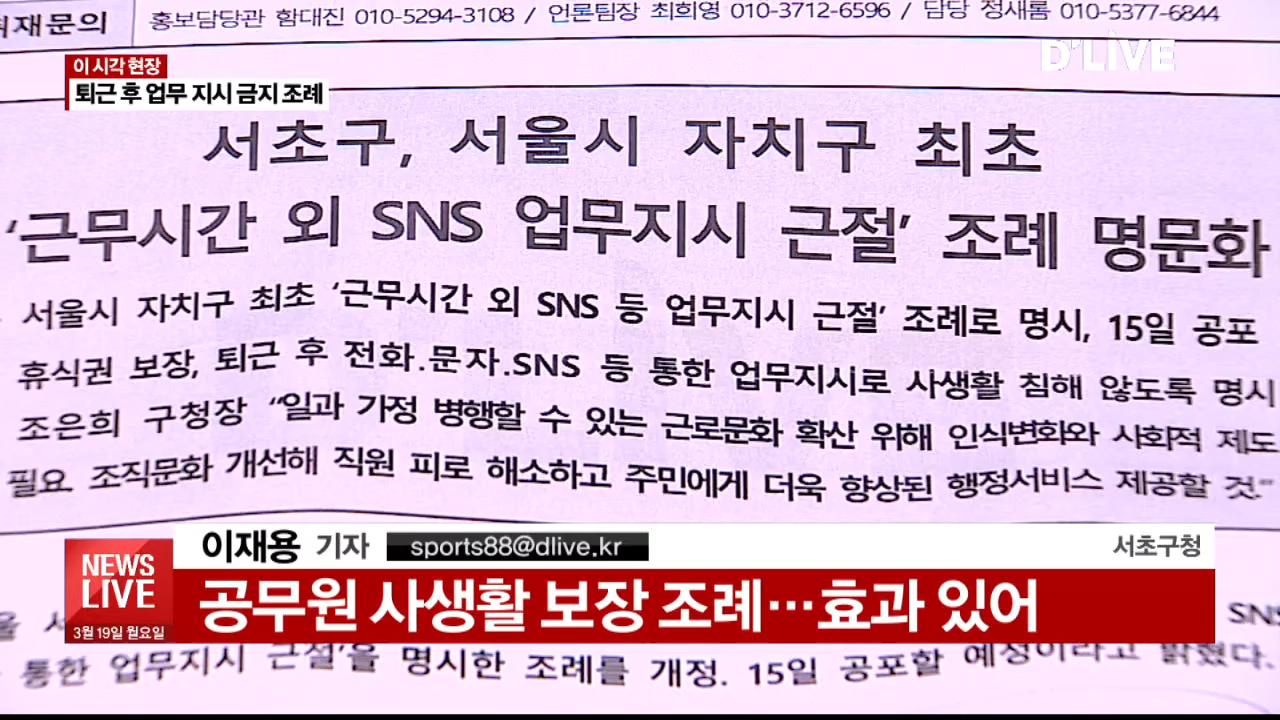 취재문의 홍보담당관 함대진 010-5294-3108 / 언론팀장 최희영 010-3712-6596 / 담당 정새롬 010-5377-6844
D'LIVE
이 시각 현장
퇴근 후 업무 지시 금지 조례
서초구, 서울시 자치구 최초
‘근무시간 외 SNS 업무지시 근절’ 조례 명문화
서울시 자치구 최초 ‘근무시간 외 SNS 등 업무지시 근절’ 조례로 명시, 15일 공포
휴식권 보장, 퇴근 후 전화.문자.SNS 등 통한 업무지시로 사생활 침해 않도록 명시
조은희 구청장 “일과 가정 병행할 수 있는 근로문화 확산 위해 인식변화와 사회적 제도
필요. 조직문화 개선해 직원 피로 해소하고 주민에게 더욱 향상된 행정서비스 제공할 것.”
이재용 기자 sports88@dlive.kr 서초구청
NEWS
LIVE
3월 19일 월요일
공무원 사생활 보장 조례…효과 있어
SNS
통한 업무지시 근절’을 명시한 조례를 개정. 15일 공포할 예정이라고 밝혔다.